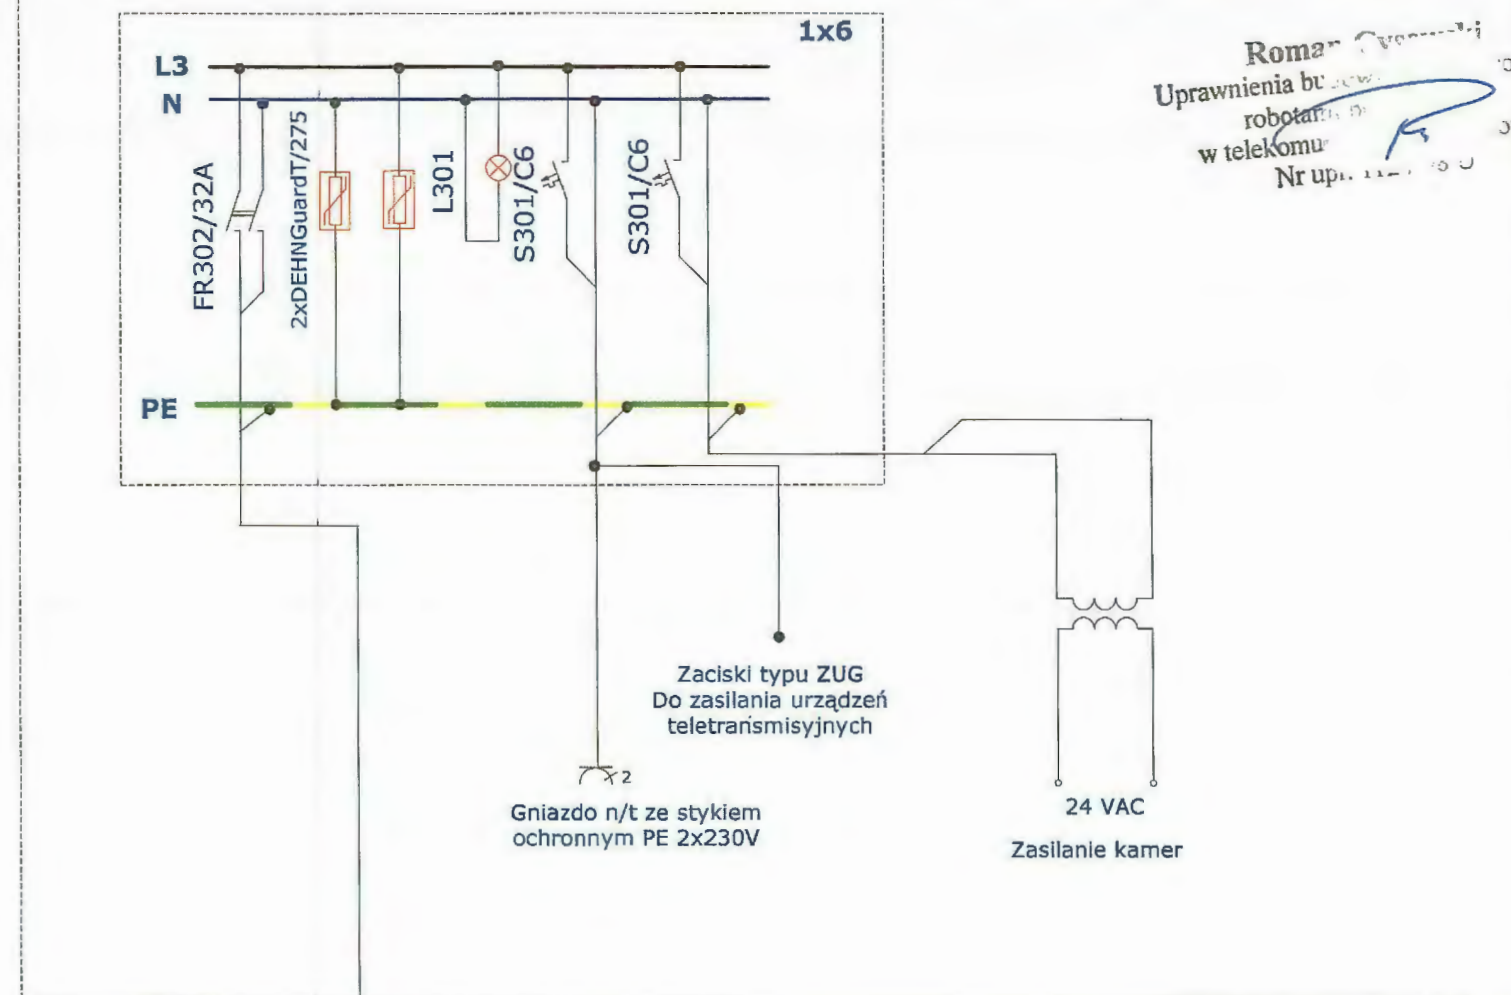 1x6
L3
N
PE
FR302/32A
2xDEHNGuardT/275
L301
S301/C6
S301/C6
Uprawnienia
w
Nr
Zaciski typu ZUG
Do zasilania urządzeń
teletransmisyjnych
2
Gniazdo n/t ze stykiem
ochronnym PE 2x230V
24 VAC
Zasilanie kamer